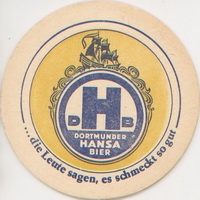 D H B
DORTMUNDER
HANSA
BIER
...die Leute sagen, es schmeckt so gut